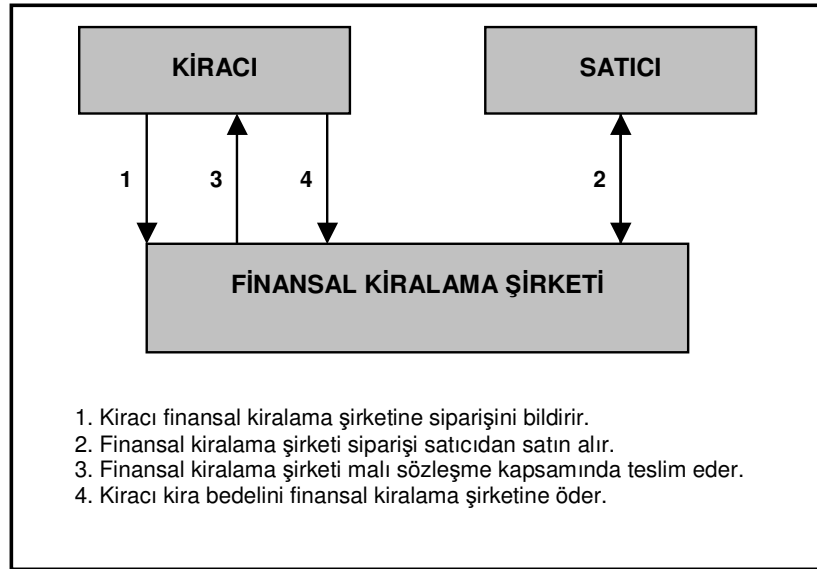 KİRACI
SATICI
1
3
4
2
FİNANSAL KİRALAMA ŞİRKETİ
1. Kiracı finansal kiralama şirketine siparişini bildirir.
2. Finansal kiralama şirketi siparişi satıcıdan satın alır.
3. Finansal kiralama şirketi malı sözleşme kapsamında teslim eder.
4. Kiracı kira bedelini finansal kiralama şirketine öder.